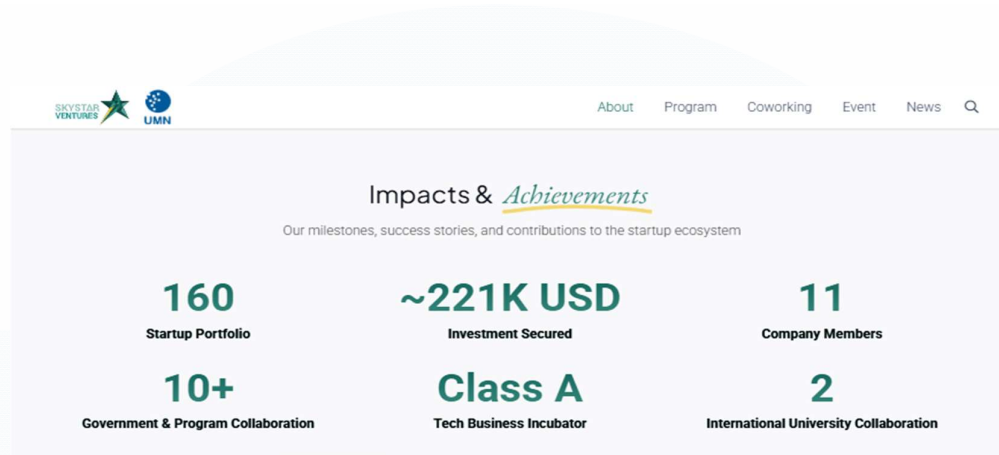 SKYSTAR
VENTURES
UMN
About Program Coworking Event News
Impacts & Achievements
Our milestones, success stories, and contributions to the startup ecosystem
160 ~221K USD 11
Startup Portfolio Investment Secured Company Members
10+ Class A 2
Government & Program Collaboration Tech Business Incubator International University Collaboration